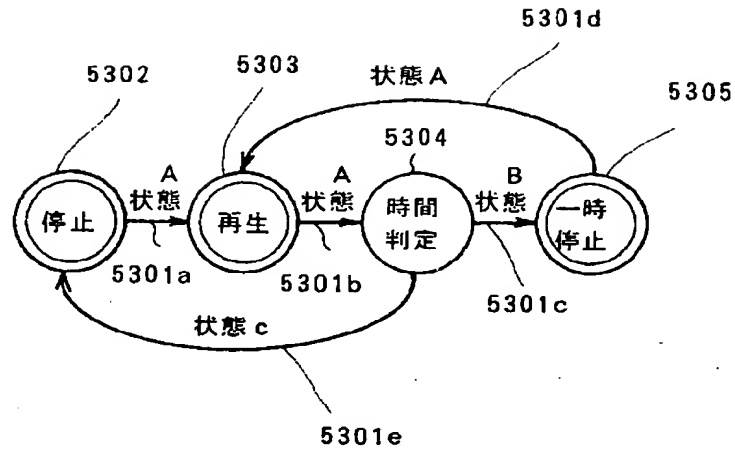 5301d
5302
5303
状態A
5305
5304
A
状態
A
状態
B
状態
停止
再生
時間
判定
一時
停止
5301a
5301b
5301c
状態c
5301e